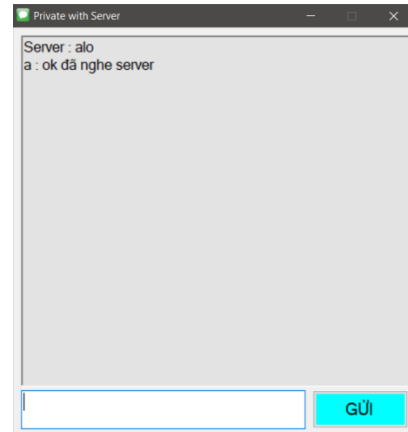 Private with Server
Server : alo
a : ok đã nghe server
GỬI